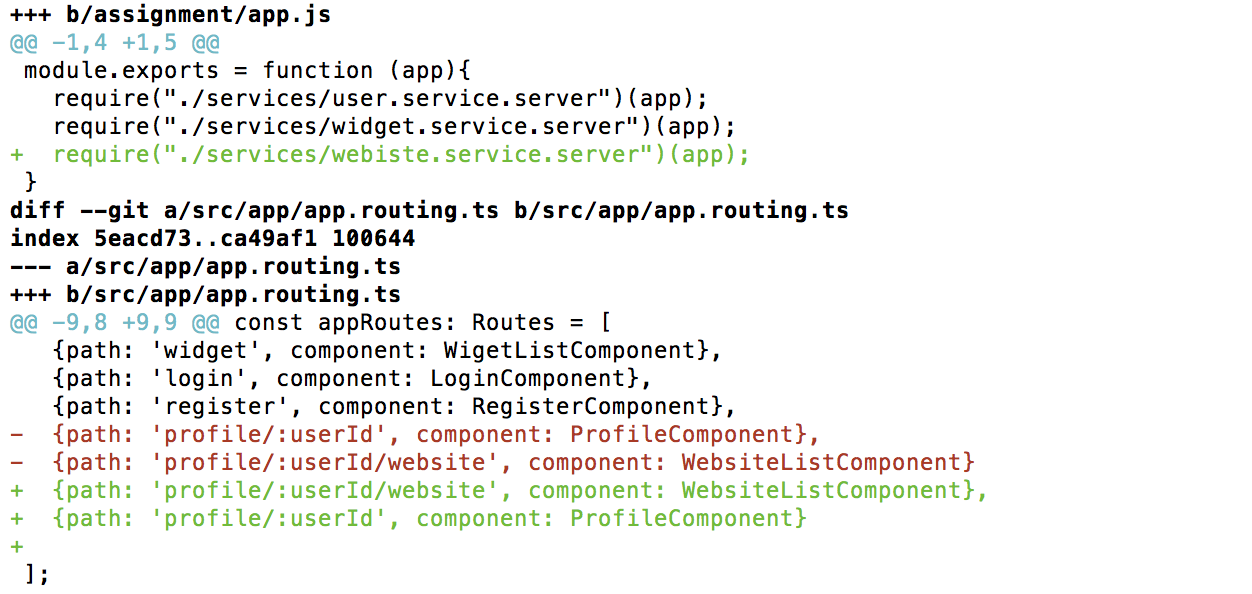 +++ b/assignment/app.js
@@ -1,4 +1,5 @@
 module.exports = function (app){
   require("./services/user.service.server")(app);
   require("./services/widget.service.server")(app);
+  require("./services/webiste.service.server")(app);
 }
diff --git a/src/app/app.routing.ts b/src/app/app.routing.ts
index 5eacd73..ca49af1 100644
--- a/src/app/app.routing.ts
+++ b/src/app/app.routing.ts
@@ -9,8 +9,9 @@ const appRoutes: Routes = [
   {path: 'widget', component: WigetListComponent},
   {path: 'login', component: LoginComponent},
   {path: 'register', component: RegisterComponent},
-  {path: 'profile/:userId', component: ProfileComponent},
-  {path: 'profile/:userId/website', component: WebsiteListComponent}
+  {path: 'profile/:userId/website', component: WebsiteListComponent},
+  {path: 'profile/:userId', component: ProfileComponent}
+
 ];